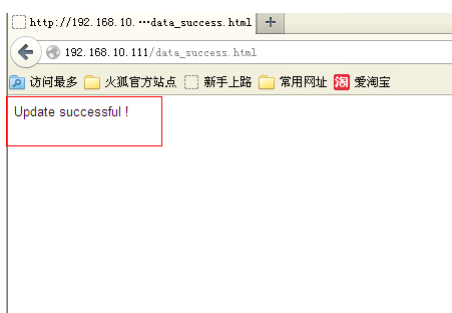 http://192.168.10.…data_success.html +
192.168.10.111/data_success.html
访问最多 火狐官方站点 新手上路 常用网址 淘 爱淘宝
Update successful !